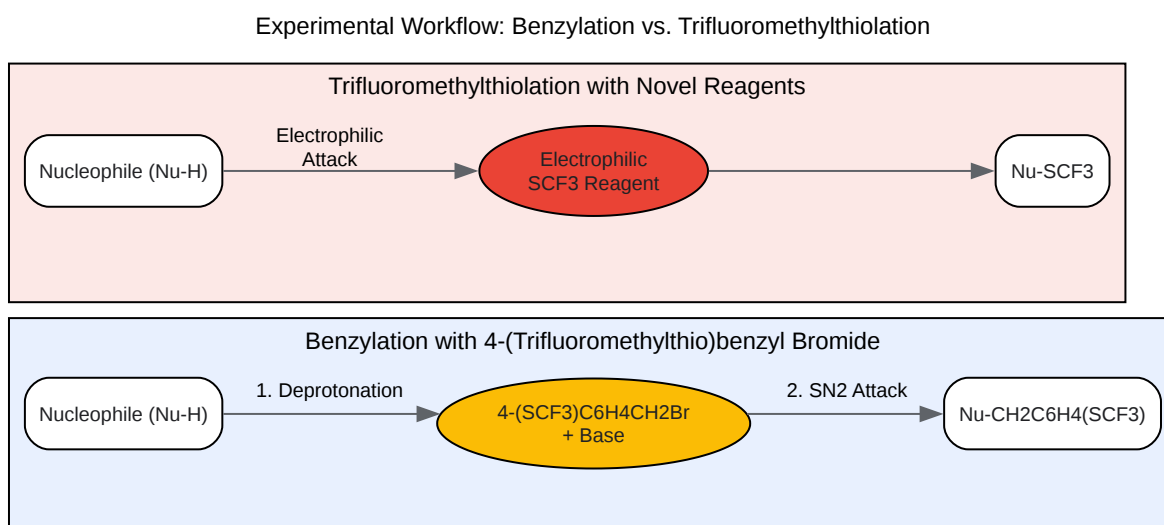 Experimental Workflow: Benzylation vs. Trifluoromethylthiolation
Trifluoromethylthiolation with Novel Reagents
Nucleophile (Nu-H)
Electrophilic
Attack
Electrophilic
SCF3 Reagent
Nu-SCF3
Benzylation with 4-(Trifluoromethylthio)benzyl Bromide
Nucleophile (Nu-H)
1. Deprotonation
4-(SCF3)C6H4CH2Br
+ Base
2. SN2 Attack
Nu-CH2C6H4(SCF3)